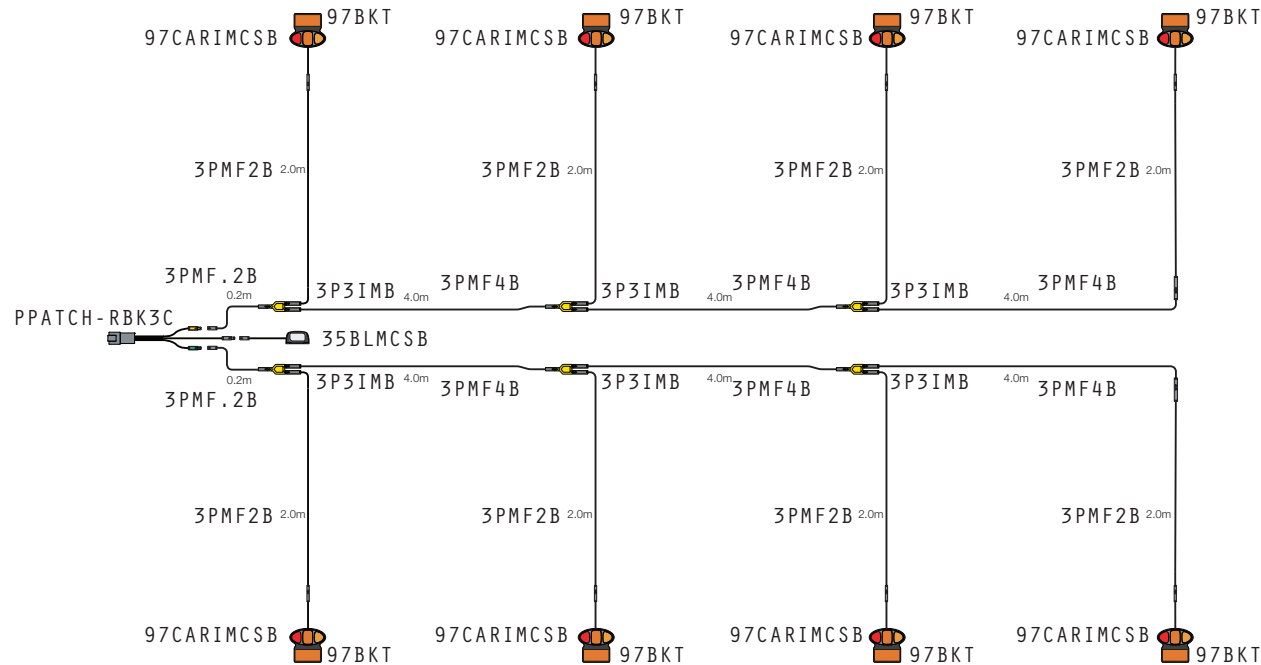 97BKT 97BKT 97BKT 97BKT
97CARIMCSB 97CARIMCSB 97CARIMCSB 97CARIMCSB
3PMF2B 2.0m 3PMF2B 2.0m 3PMF2B 2.0m 3PMF2B 2.0m
3PMF.2B 3PMF4B 3PMF4B 3PMF4B
0.2m 3P3IMB 4.0m 3P3IMB 4.0m 3P3IMB 4.0m
PPATCH-RBK3C
35BLMCSB
0.2m 3P3IMB 4.0m 3P3IMB 4.0m 3P3IMB 4.0m
3PMF.2B 3PMF4B 3PMF4B 3PMF4B
3PMF2B 2.0m 3PMF2B 2.0m 3PMF2B 2.0m 3PMF2B 2.0m
97CARIMCSB 97CARIMCSB 97CARIMCSB 97CARIMCSB
97BKT 97BKT 97BKT 97BKT